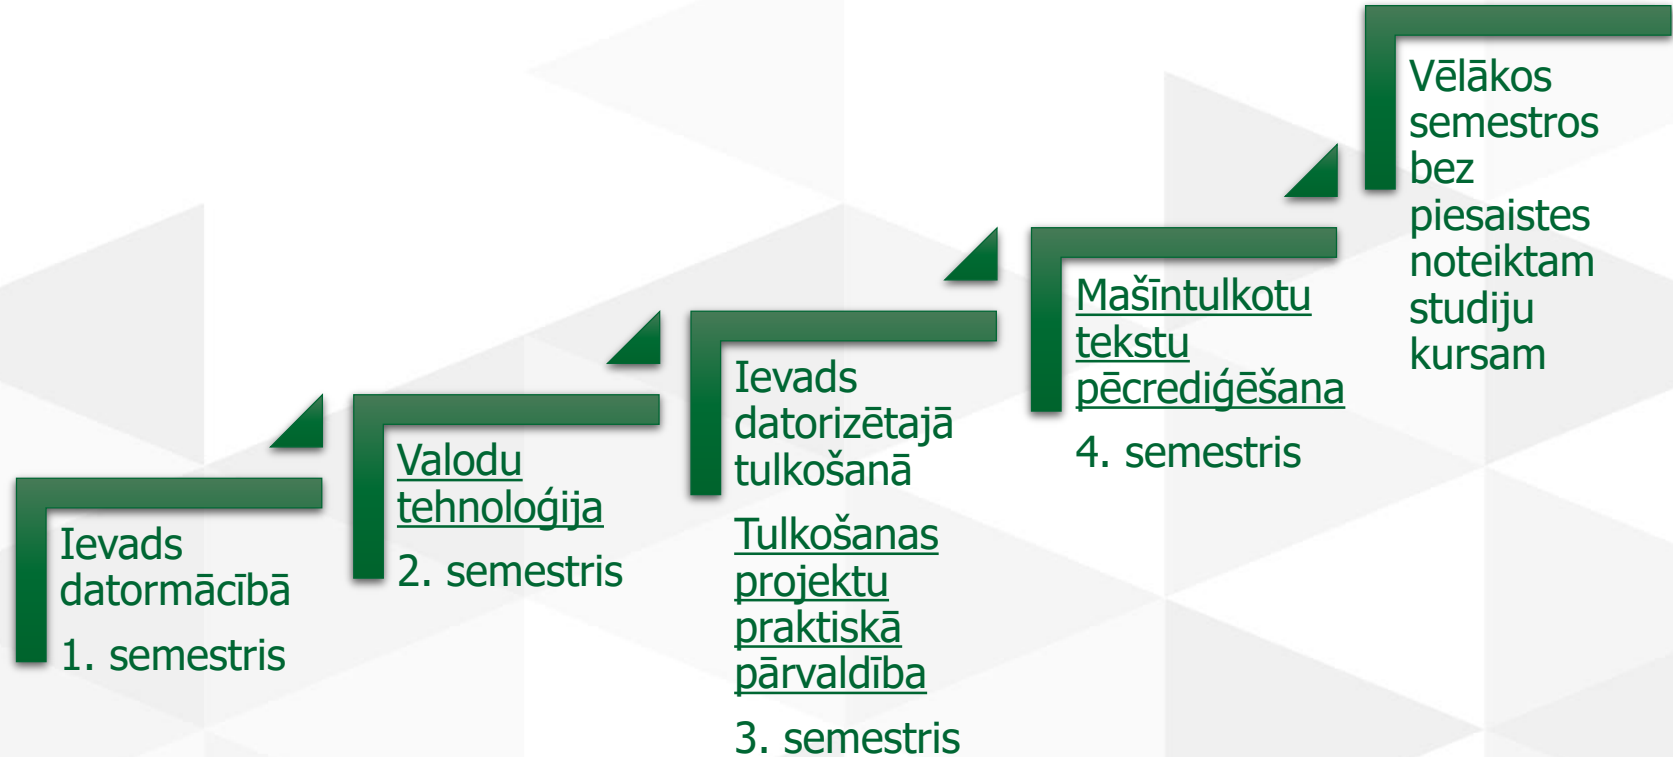 Ievads
datormācībā
1. semestris
Valodu
tehnoloģija
2. semestris
Ievads
datorizētajā
tulkošanā
Tulkošanas
projektu
praktiskā
pārvaldība
3. semestris
Mašīntulkotu
tekstu
pēcrediģēšana
4. semestris
Vēlākos
semestros
bez
piesaistes
noteiktam
studiju
kursam